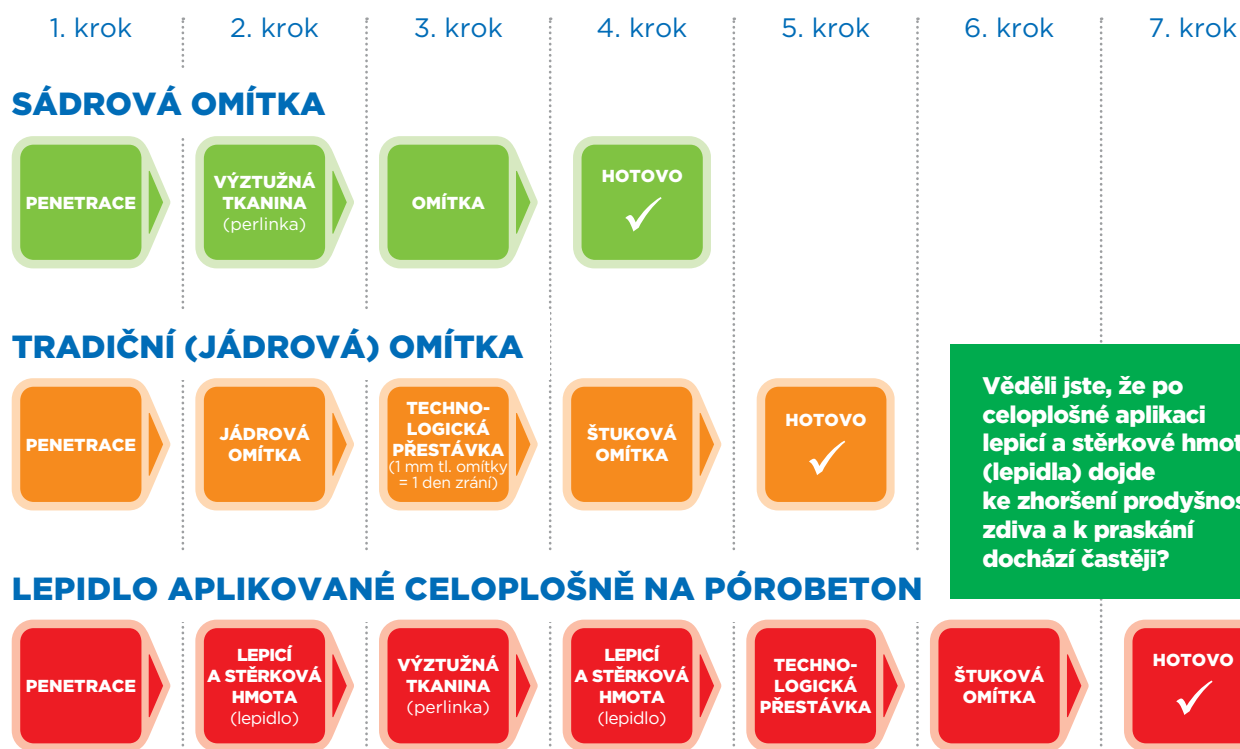 1. krok
2. krok
3. krok
4. krok
5. krok
6. krok
7. krok
SÁDROVÁ OMÍTKA
PENETRACE
VÝZTUŽNÁ
TKANINA
(perlinka)
OMÍTKA
HOTOVO
TRADIČNÍ (JÁDROVÁ) OMÍTKA
PENETRACE
JÁDROVÁ
OMÍTKA
TECHNO-
LOGICKÁ
PŘESTÁVKA
(1 mm tl. omítky
= 1 den zrání)
ŠTUKOVÁ
OMÍTKA
HOTOVO
Věděli jste, že po
celoplošné aplikaci
lepicí a stěrkové
(lepidla) dojde
ke zhoršení
zdiva a k praskání
dochází častěji?
LEPIDLO APLIKOVANÉ CELOPLOŠNĚ NA PÓROBETON
PENETRACE
LEPICÍ
A STĚRKOVÁ
HMOTA
(lepidlo)
VÝZTUŽNÁ
TKANINA
(perlinka)
LEPICÍ
A STĚRKOVÁ
HMOTA
(lepidlo)
TECHNO-
LOGICKÁ
PŘESTÁVKA
ŠTUKOVÁ
OMÍTKA
HOTOVO